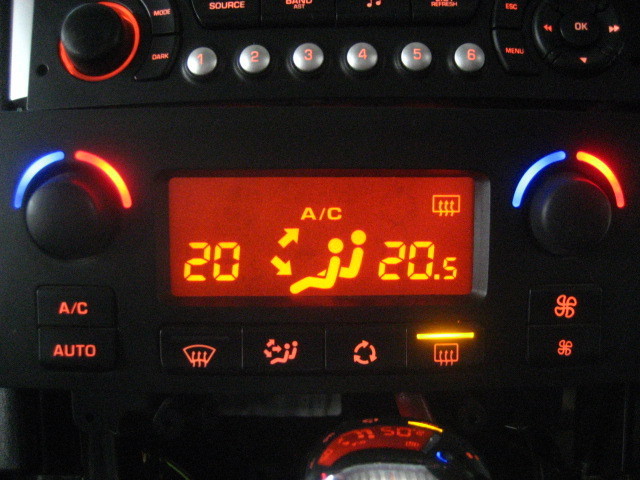 SOURCE
BAND
AST
REFRESH
ESC
MODE
DARK
1 2 3 4 5 6
OK
MENU
A/C
20 20.5
A/C
AUTO